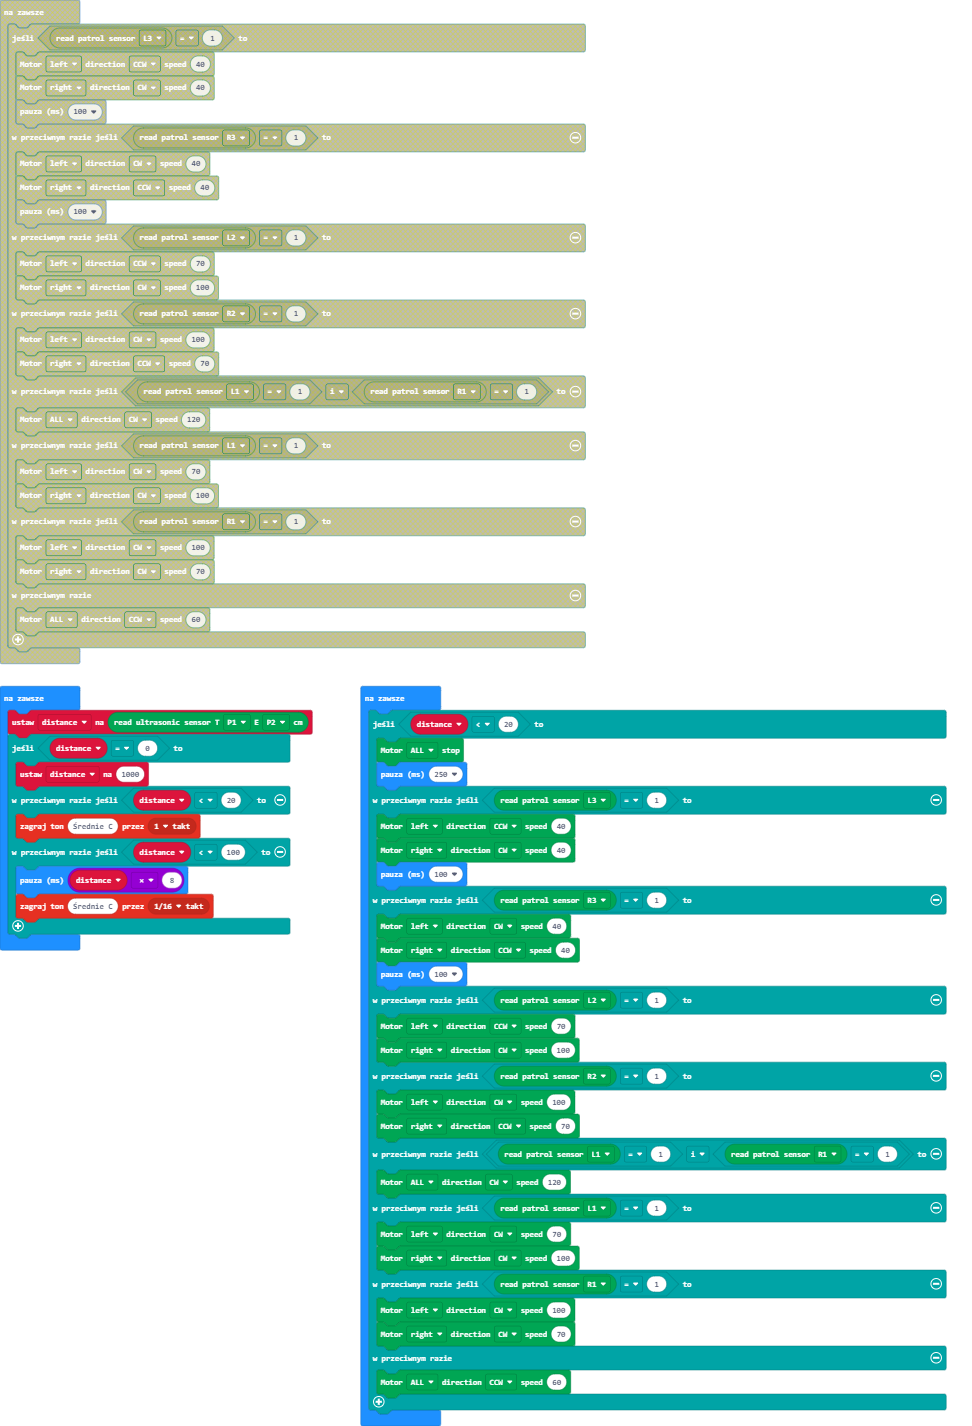 na zawsze
jeśli read patrol sensor L3 = 1 to
Motor left direction CCW speed 40
Motor right direction CW speed 40
pauza (ms) 100
w przeciwnym razie jeśli read patrol sensor R3 = 1 to
Motor left direction CW speed 40
Motor right direction CCW speed 40
pauza (ms) 100
w przeciwnym razie jeśli read patrol sensor L2 = 1 to
Motor left direction CCW speed 70
Motor right direction CW speed 100
w przeciwnym razie jeśli read patrol sensor R2 = 1 to
Motor left direction CW speed 100
Motor right direction CCW speed 70
w przeciwnym razie jeśli read patrol sensor L1 = 1 i read patrol sensor R1 = 1 to
Motor ALL direction CW speed 120
w przeciwnym razie jeśli read patrol sensor L1 = 1 to
Motor left direction CW speed 70
Motor right direction CW speed 100
w przeciwnym razie jeśli read patrol sensor R1 = 1 to
Motor left direction CW speed 100
Motor right direction CW speed 70
w przeciwnym razie
Motor ALL direction CCW speed 60
na zawsze
ustaw distance na read ultrasonic sensor T P1 E P2 cm
jeśli distance = 0 to
ustaw distance na 1000
w przeciwnym razie jeśli distance < 20 to
zagraj ton Średnie C przez 1 takt
w przeciwnym razie jeśli distance < 100 to
pauza (ms) distance × 8
zagraj ton Średnie C przez 1/16 takt
na zawsze
jeśli distance < 20 to
Motor ALL stop
pauza (ms) 250
w przeciwnym razie jeśli read patrol sensor L3 = 1 to
Motor left direction CCW speed 40
Motor right direction CW speed 40
pauza (ms) 100
w przeciwnym razie jeśli read patrol sensor R3 = 1 to
Motor left direction CW speed 40
Motor right direction CCW speed 40
pauza (ms) 100
w przeciwnym razie jeśli read patrol sensor L2 = 1 to
Motor left direction CCW speed 70
Motor right direction CW speed 100
w przeciwnym razie jeśli read patrol sensor R2 = 1 to
Motor left direction CW speed 100
Motor right direction CCW speed 70
w przeciwnym razie jeśli read patrol sensor L1 = 1 i read patrol sensor R1 = 1 to
Motor ALL direction CW speed 120
w przeciwnym razie jeśli read patrol sensor L1 = 1 to
Motor left direction CW speed 70
Motor right direction CW speed 100
w przeciwnym razie jeśli read patrol sensor R1 = 1 to
Motor left direction CW speed 100
Motor right direction CW speed 70
w przeciwnym razie
Motor ALL direction CCW speed 60